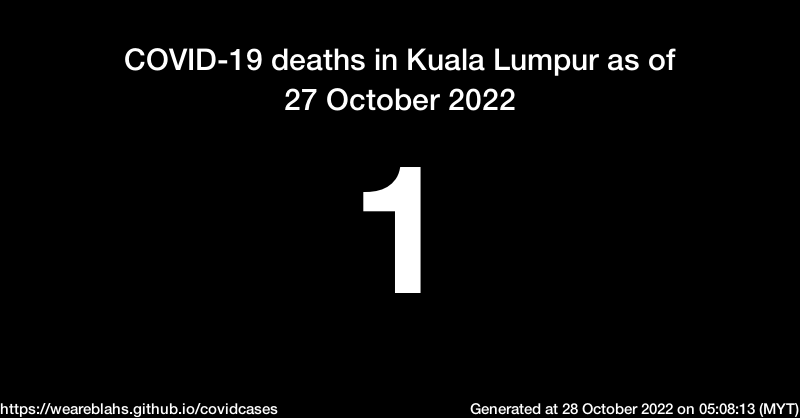 COVID-19 deaths in Kuala Lumpur as of
27 October 2022
1
https://weareblahs.github.io/covidcases
Generated at 28 October 2022 on 05:08:13 (MYT)